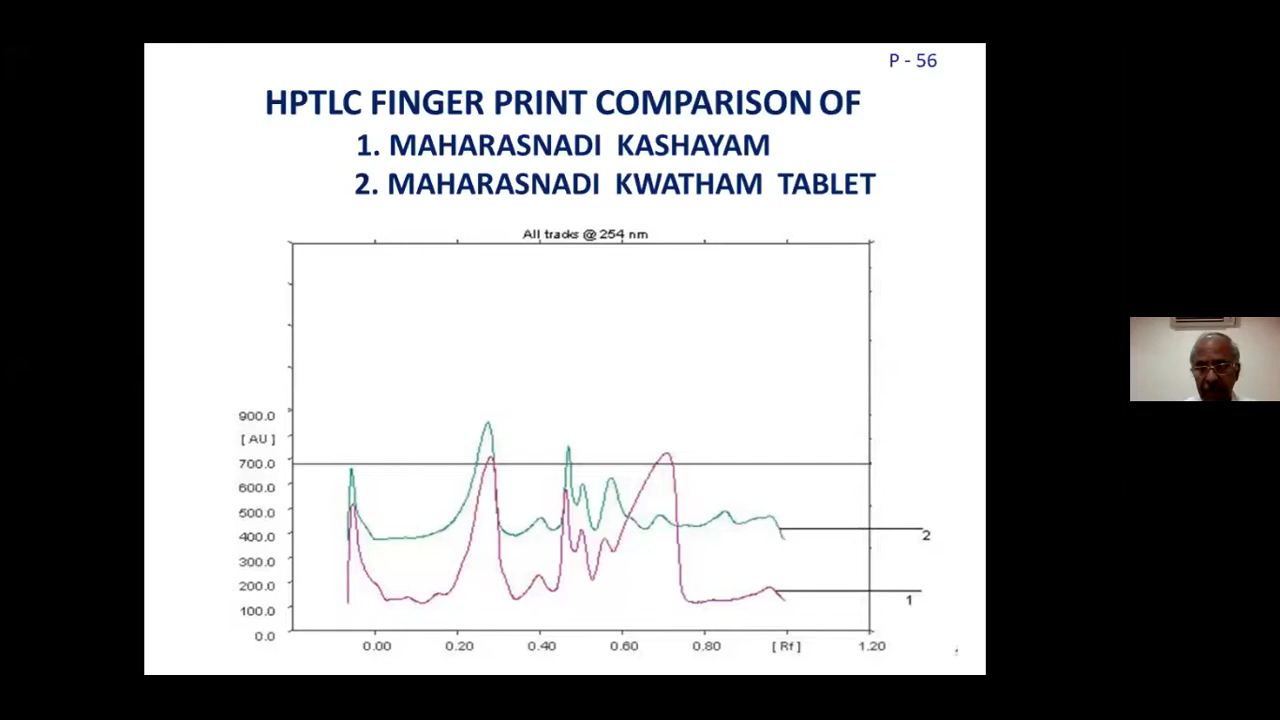 P - 56
HPTLC FINGER PRINT COMPARISON OF
1. MAHARASNADI KASHAYAM
2. MAHARASNADI KWATHAM TABLET
All tracks @ 254 nm
900.0
[ AU ]
700.0
600.0
500.0
400.0
300.0
200.0
100.0
0.0
2
1
0.00 0.20 0.40 0.60 0.80 [ Rf ] 1.20